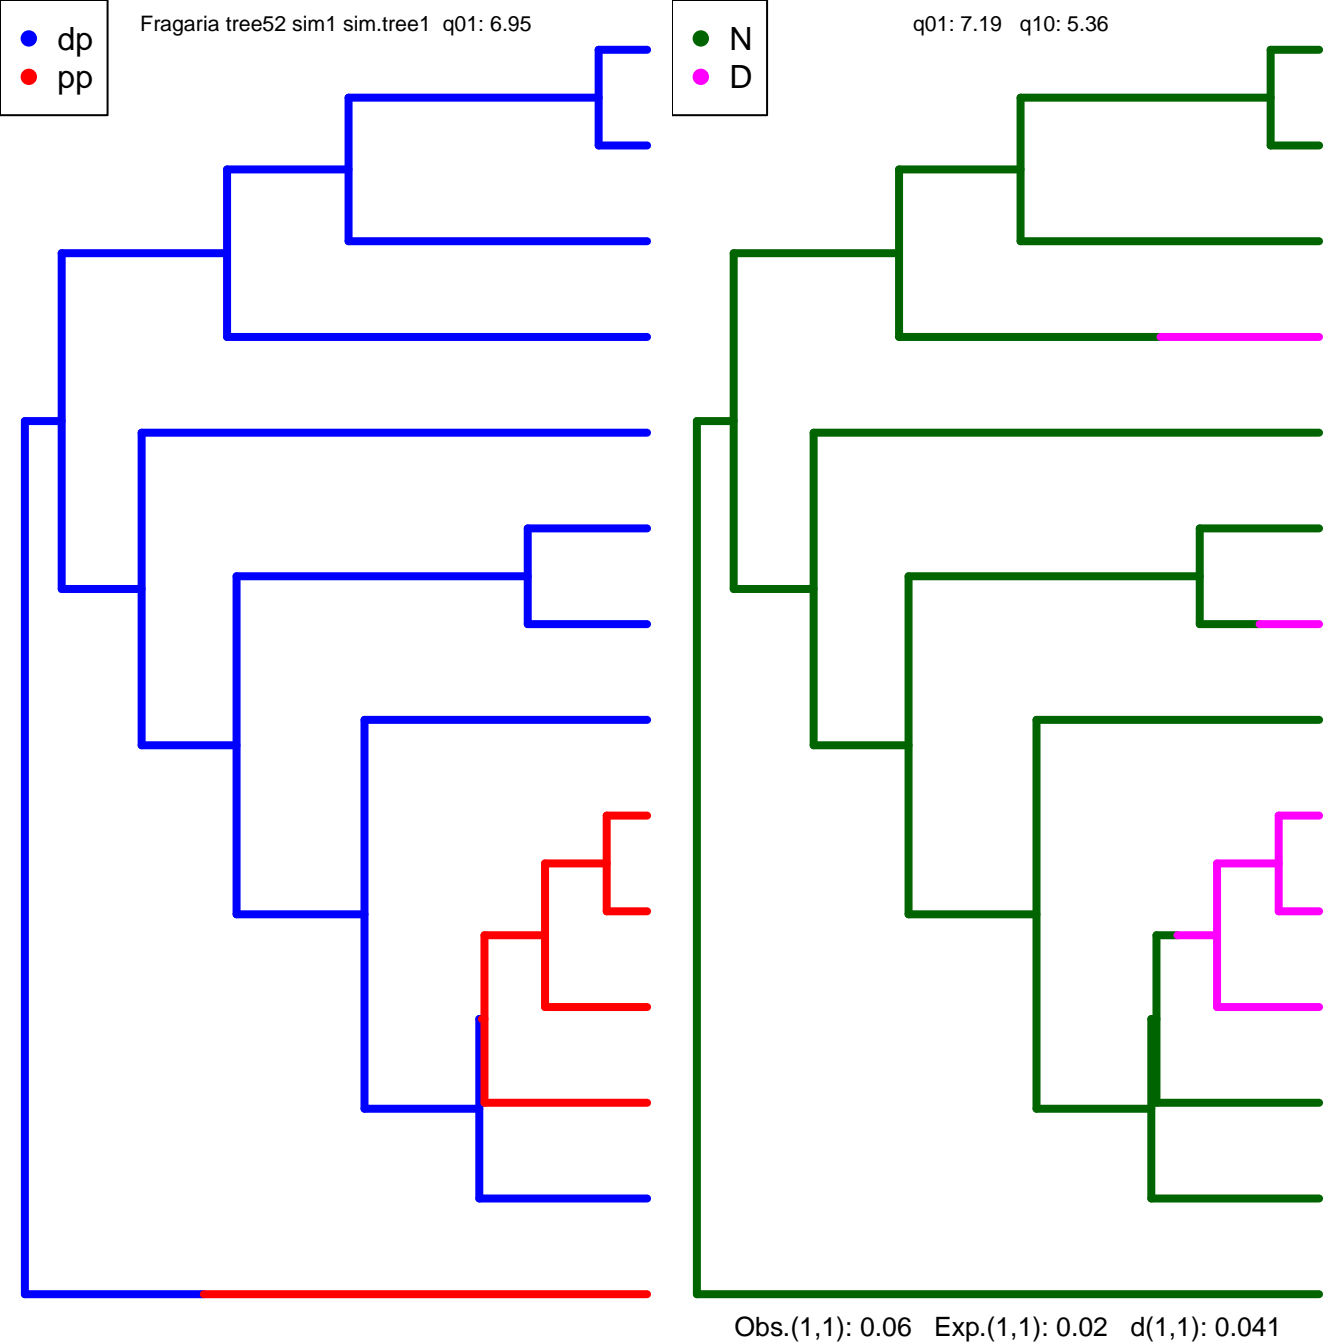 Fragaria tree52 sim1 sim.tree1  q01: 6.95
dp
pp
q01: 7.19   q10: 5.36
N
D
Obs.(1,1): 0.06   Exp.(1,1): 0.02   d(1,1): 0.041